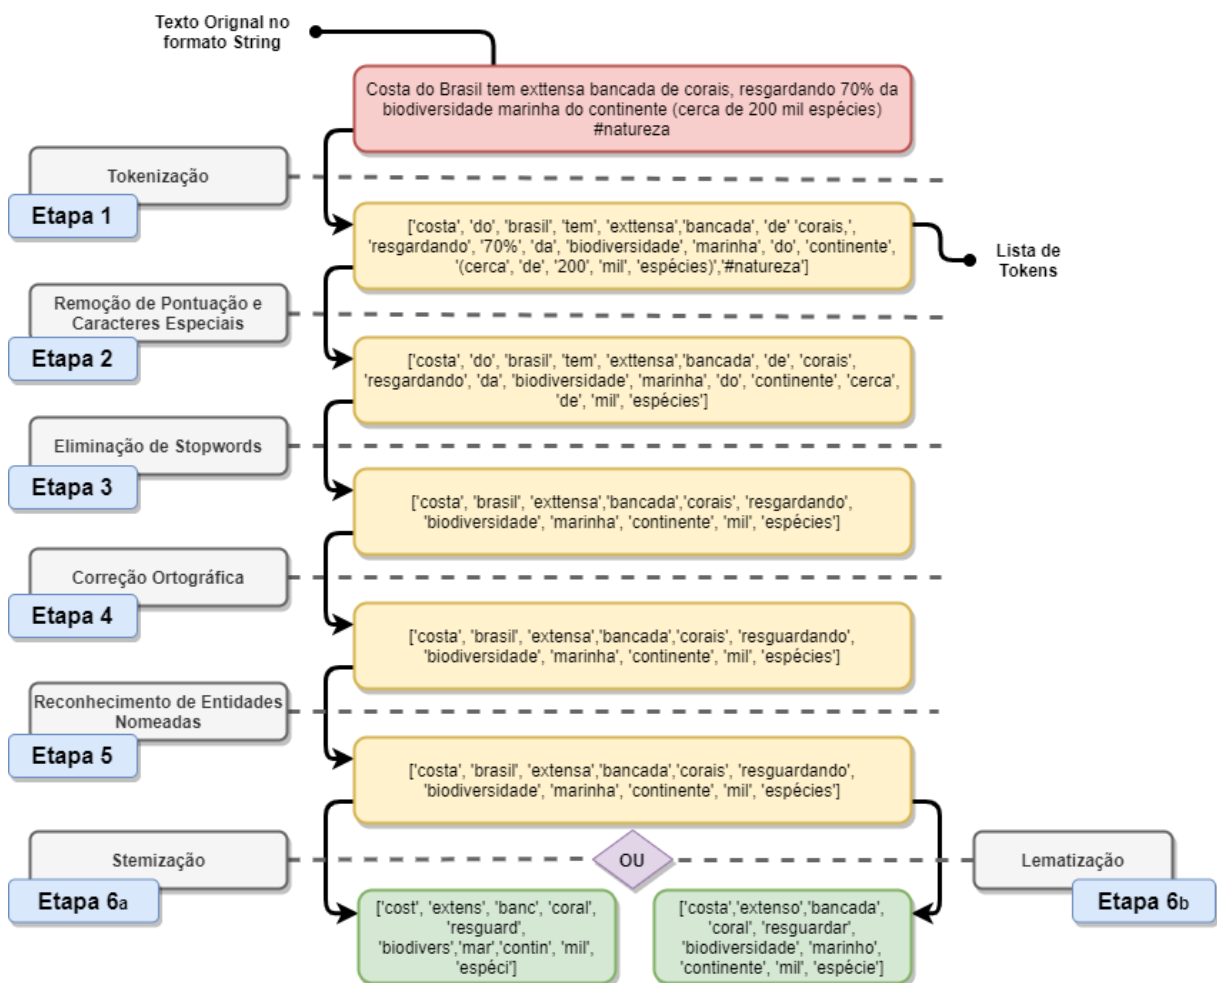 Texto Orignal no
formato String
Costa do Brasil tem exttensa bancada de corais, resgardando 70% da
biodiversidade marinha do continente (cerca de 200 mil espécies)
#natureza
Tokenização
Etapa 1
['costa', 'do', 'brasil', 'tem', 'exttensa','bancada', 'de' 'corais,',
'resgardando', '70%', 'da', 'biodiversidade', 'marinha', 'do', 'continente',
'(cerca', 'de', '200', 'mil', 'espécies)','#natureza']
Lista de
Tokens
Remoção de Pontuação e
Caracteres Especiais
Etapa 2
['costa', 'do', 'brasil', 'tem', 'exttensa','bancada', 'de', 'corais',
'resgardando', 'da', 'biodiversidade', 'marinha', 'do', 'continente', 'cerca',
'de', 'mil', 'espécies']
Eliminação de Stopwords
Etapa 3
['costa', 'brasil', 'exttensa','bancada','corais', 'resgardando',
'biodiversidade', 'marinha', 'continente', 'mil', 'espécies']
Correção Ortográfica
Etapa 4
['costa', 'brasil', 'extensa','bancada','corais', 'resguardando',
'biodiversidade', 'marinha', 'continente', 'mil', 'espécies']
Reconhecimento de Entidades
Nomeadas
Etapa 5
['costa', 'brasil', 'extensa','bancada','corais', 'resguardando',
'biodiversidade', 'marinha', 'continente', 'mil', 'espécies']
Stemização
Etapa 6a
OU
Lematização
Etapa 6b
['cost', 'extens', 'banc', 'coral',
'resguard',
'biodivers','mar','contin', 'mil',
'espéci']
['costa','extenso','bancada',
'coral', 'resguardar',
'biodiversidade', 'marinho',
'continente', 'mil', 'espécie']